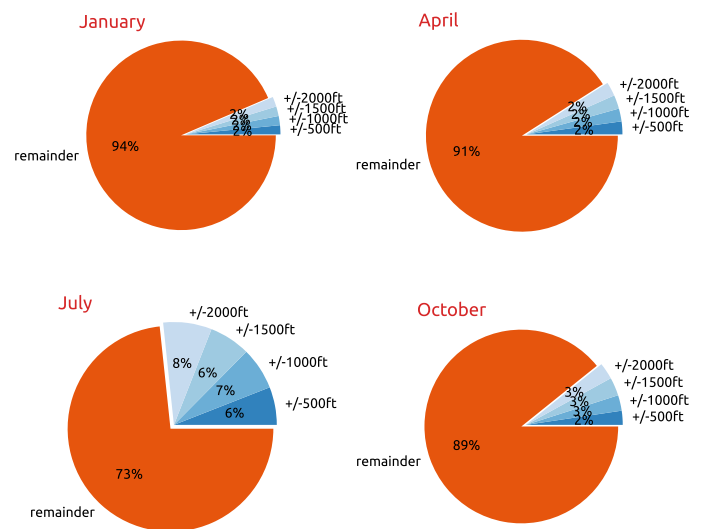 January
+/-2000ft
+/-1500ft
+/-1000ft
+/-500ft
2%
2%
2%
2%
94%
remainder
April
+/-2000ft
+/-1500ft
+/-1000ft
+/-500ft
2%
2%
2%
2%
91%
remainder
July
+/-2000ft
+/-1500ft
+/-1000ft
+/-500ft
8%
6%
7%
6%
73%
remainder
October
+/-2000ft
+/-1500ft
+/-1000ft
+/-500ft
3%
3%
3%
2%
89%
remainder